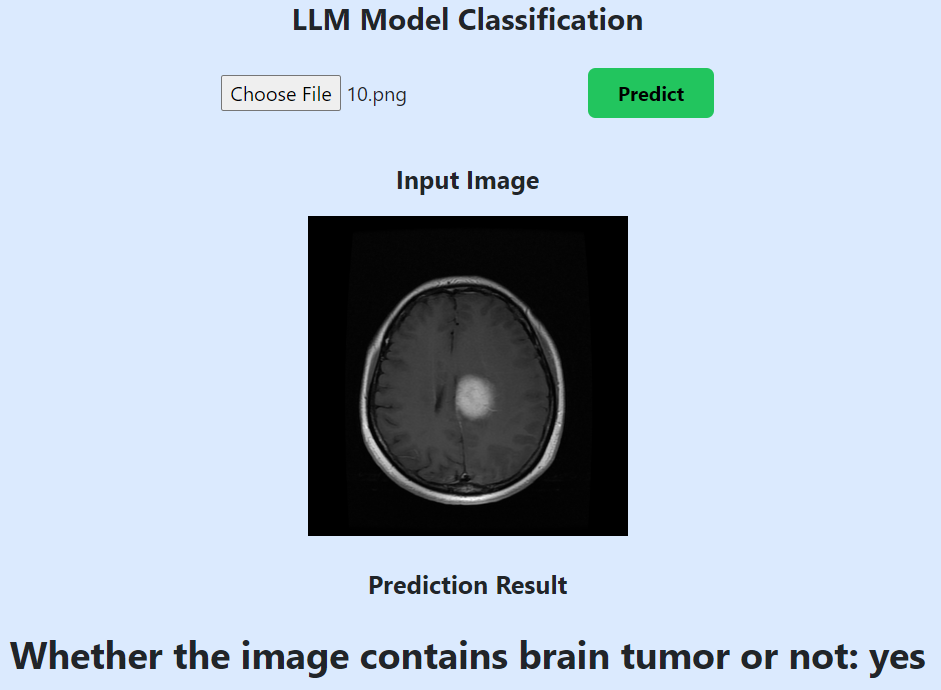 LLM Model Classification
Choose File 10.png Predict
Input Image
Prediction Result
Whether the image contains brain tumor or not: yes